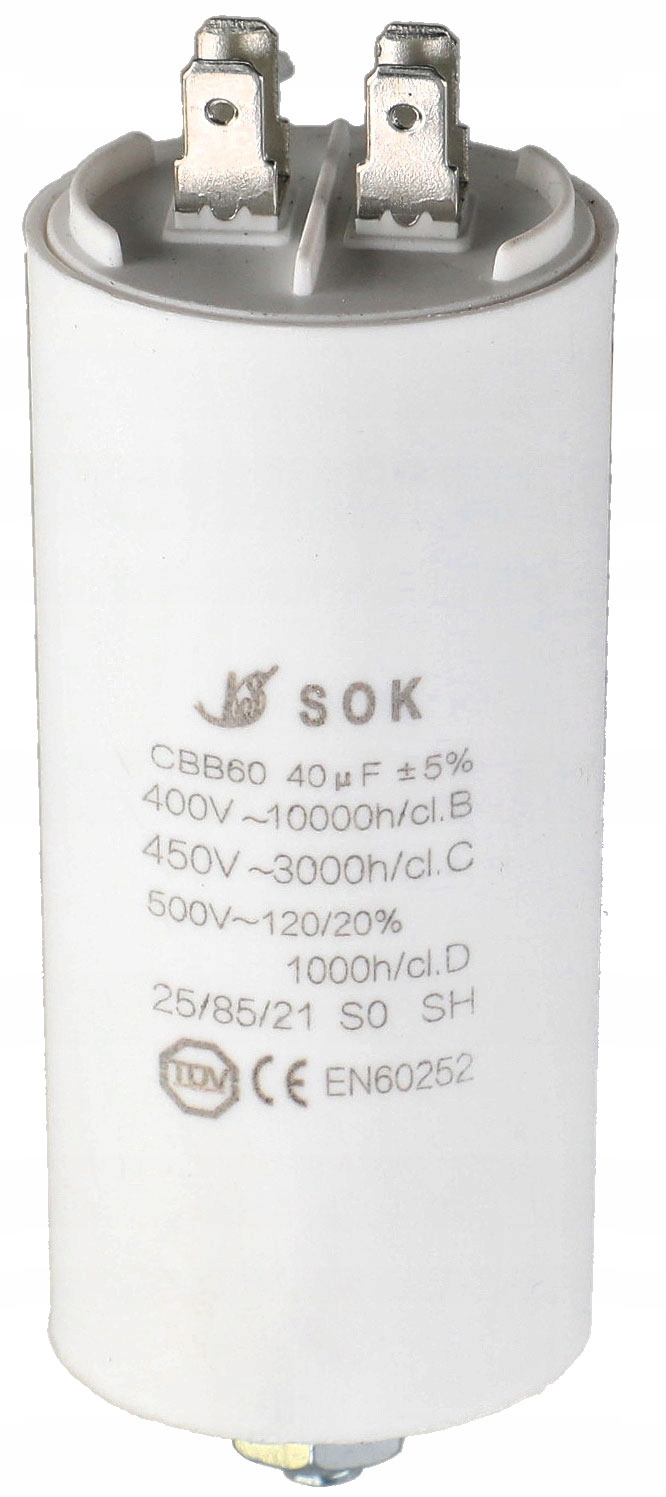 SOK
CBB60 40μF ±5%
400V~10000h/cl.B
450V~3000h/cl.C
500V~120/20%
1000h/cl.D
25/85/21 S0 SH
TÜV CE EN60252